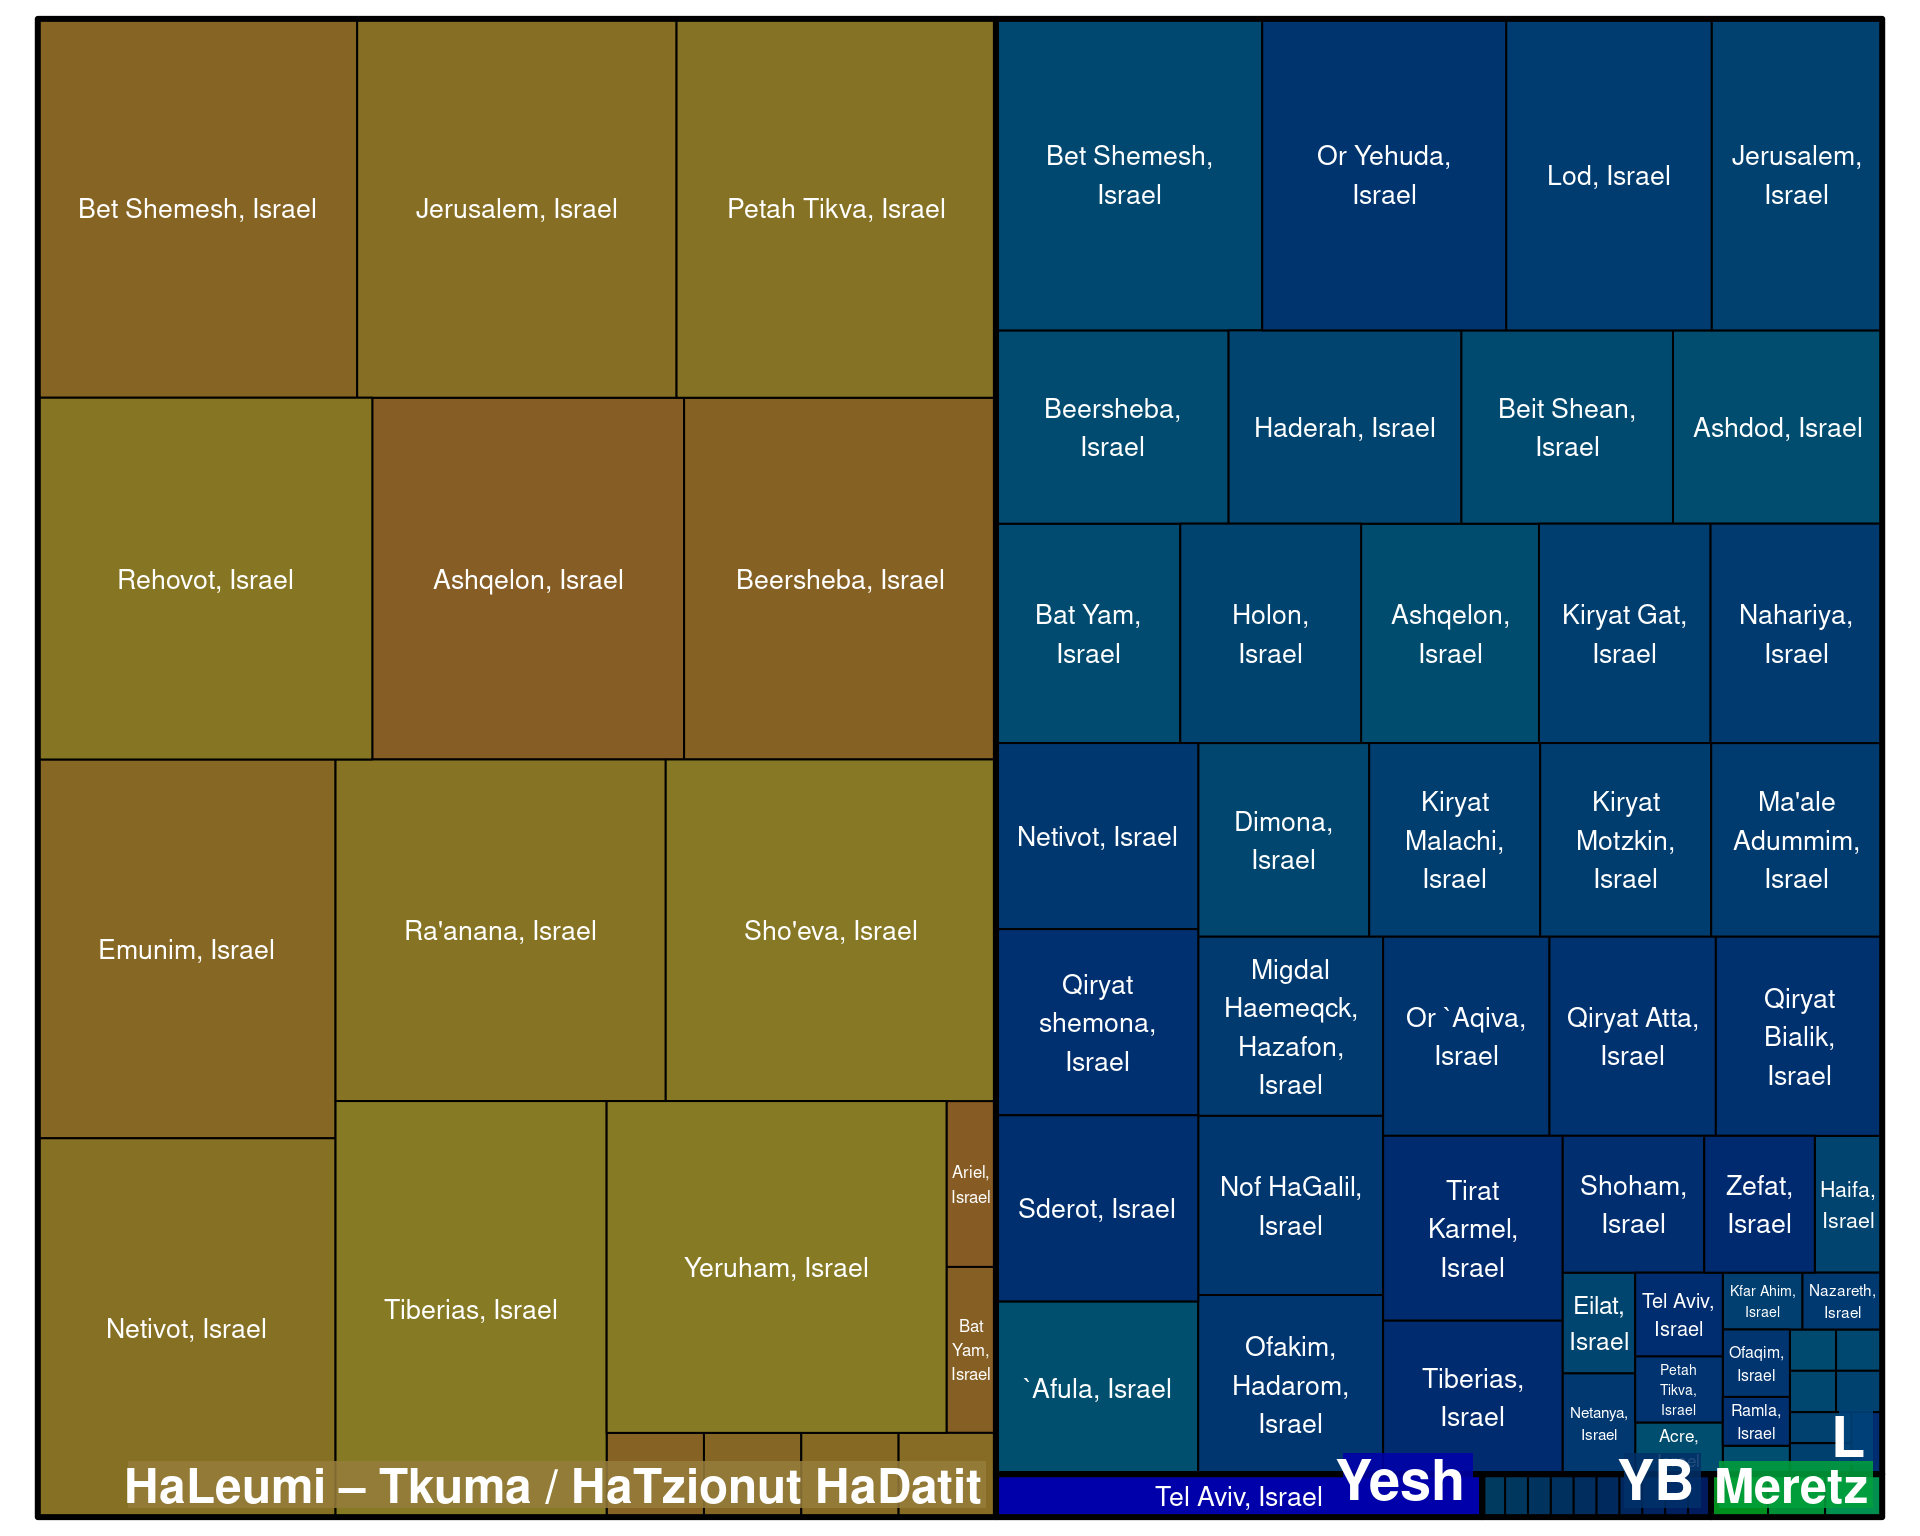 Bet Shemesh, Israel
Jerusalem, Israel
Petah Tikva, Israel
Rehovot, Israel
Ashqelon, Israel
Beersheba, Israel
Emunim, Israel
Ra'anana, Israel
Sho'eva, Israel
Netivot, Israel
Tiberias, Israel
Yeruham, Israel
Ariel,
Israel
Bat
Yam,
Israel
HaLeumi – Tkuma / HaTzionut HaDatit
Bet Shemesh,
Israel
Or Yehuda,
Israel
Lod, Israel
Jerusalem,
Israel
Beersheba,
Israel
Haderah, Israel
Beit Shean,
Israel
Ashdod, Israel
Bat Yam,
Israel
Holon,
Israel
Ashqelon,
Israel
Kiryat Gat,
Israel
Nahariya,
Israel
Netivot, Israel
Dimona,
Israel
Kiryat
Malachi,
Israel
Kiryat
Motzkin,
Israel
Ma'ale
Adummim,
Israel
Qiryat
shemona,
Israel
Migdal
Haemeqck,
Hazafon,
Israel
Or `Aqiva,
Israel
Qiryat Atta,
Israel
Qiryat
Bialik,
Israel
Sderot, Israel
Nof HaGalil,
Israel
Tirat
Karmel,
Israel
Shoham,
Israel
Zefat,
Israel
Haifa,
Israel
`Afula, Israel
Ofakim,
Hadarom,
Israel
Tiberias,
Israel
Eilat,
Israel
Tel Aviv,
Israel
Kfar Ahim,
Israel
Nazareth,
Israel
Petah
Tikva,
Israel
Ofaqim,
Israel
Netanya,
Israel
Ramla,
Israel
Acre,
L
Tel Aviv, Israel
Yesh
YB
Meretz